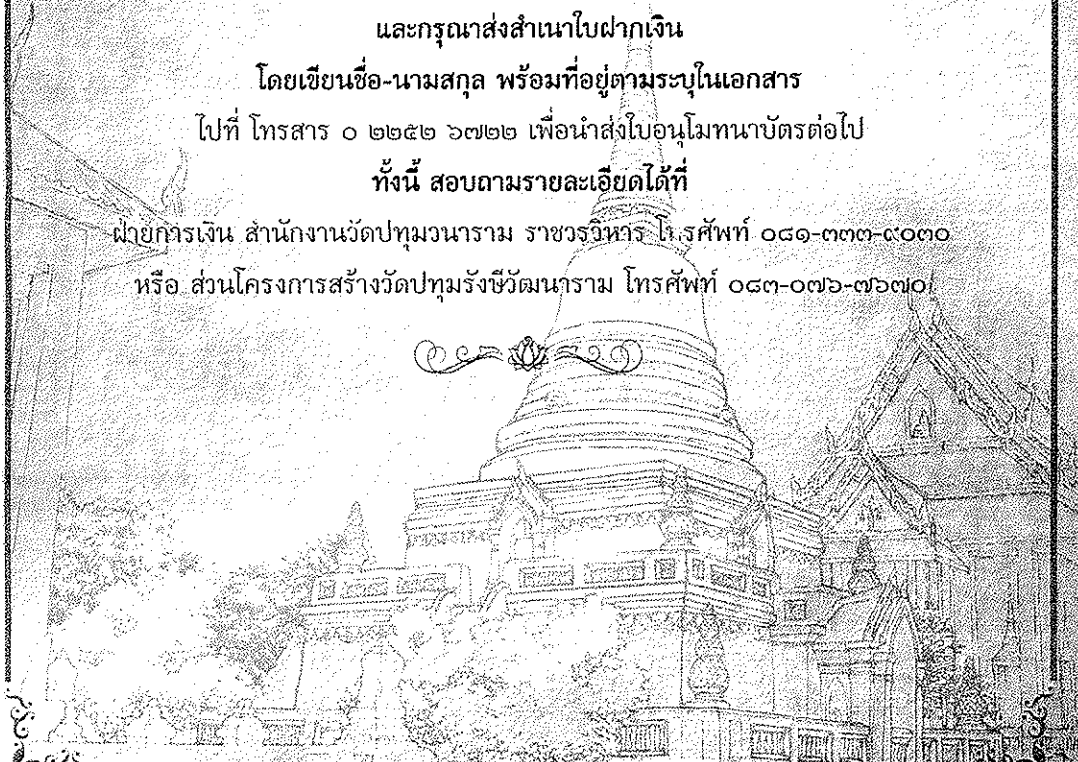 และกรุณาส่งสำเนาใบฝากเงิน
โดยเขียนชื่อ-นามสกุล พร้อมที่อยู่ตามระบุในเอกสาร
ไปที่ โทรสาร ๐ ๒๒๕๒ ๖๗๒๒ เพื่อนำส่งใบอนุโมทนาบัตรต่อไป
ทั้งนี้ สอบถามรายละเอียดได้ที่
ฝ่ายการเงิน สำนักงานวัดปทุมวนาราม ราชวรวิหาร โทรศัพท์ ๐๘๑-๓๓๓-๙๐๓๐
หรือ ส่วนโครงการสร้างวัดปทุมรังษีวัฒนาราม โทรศัพท์ ๐๘๓-๐๗๖-๗๖๗๐